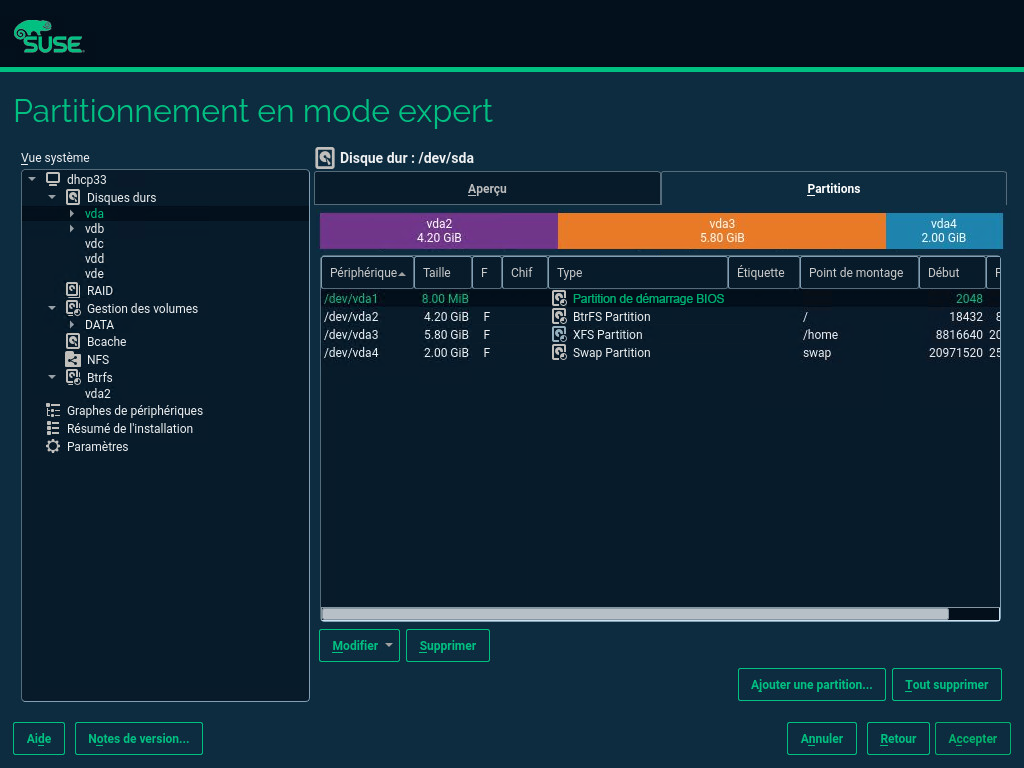 SUSE
Partitionnement en mode expert
Vue système
dhcp33
Disques durs
vda
vdb
vdc
vdd
vde
RAID
Gestion des volumes
DATA
Bcache
NFS
Btrfs
vda2
Graphes de périphériques
Résumé de l'installation
Paramètres
Disque dur : /dev/sda
Aperçu Partitions
vda2 vda3 vda4
4.20 GiB 5.80 GiB 2.00 GiB
Périphérique Taille F Chif Type Étiquette Point de montage Début F
/dev/vda1 8.00 MiB Partition de démarrage BIOS 2048
/dev/vda2 4.20 GiB F BtrFS Partition / 18432 8
/dev/vda3 5.80 GiB F XFS Partition /home 8816640 20
/dev/vda4 2.00 GiB F Swap Partition swap 20971520 25
Modifier Supprimer
Ajouter une partition... Tout supprimer
Aide Notes de version... Annuler Retour Accepter